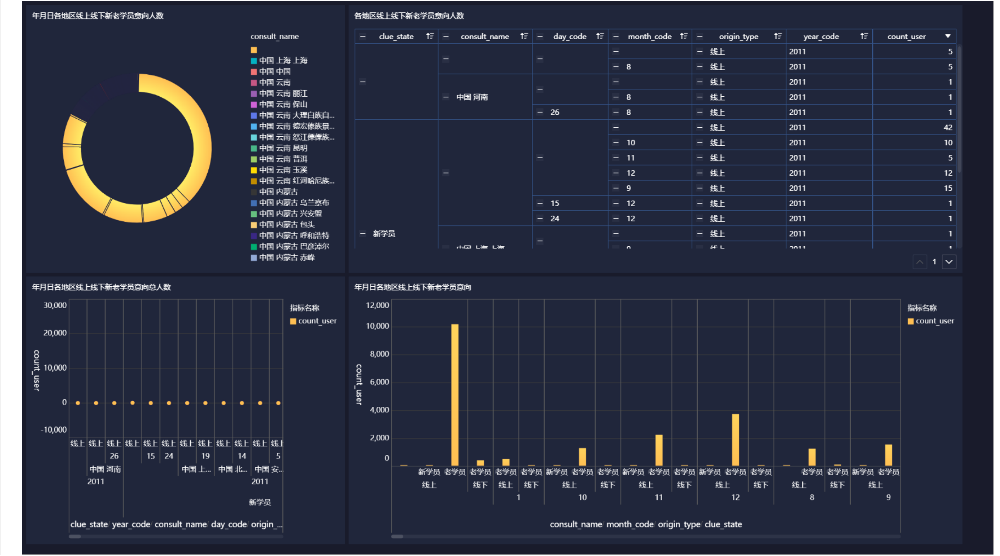 年月日各地区线上线下新老学员意向人数
consult_name
中国 上海 上海
中国 中国
中国 云南
中国 云南 丽江
中国 云南 保山
中国 云南 大理白族自...
中国 云南 德宏傣族景...
中国 云南 怒江傈僳族...
中国 云南 昆明
中国 云南 普洱
中国 云南 玉溪
中国 云南 红河哈尼族...
中国 内蒙古
中国 内蒙古 乌兰察布
中国 内蒙古 兴安盟
中国 内蒙古 包头
中国 内蒙古 呼和浩特
中国 内蒙古 巴彦淖尔
中国 内蒙古 赤峰
各地区线上线下新老学员意向人数
clue_state consult_name day_code month_code origin_type year_code count_user
线上 2011 5
8 线上 2011 5
线上 2011 1
中国 河南 8 线上 2011 1
26 8 线上 2011 1
线上 2011 42
10 线上 2011 10
11 线上 2011 5
12 线上 2011 12
9 线上 2011 15
15 12 线上 2011 1
24 12 线上 2011 1
新学员 线上 2011 1
中国 上海 上海 9 线上 2011 1
1
年月日各地区线上线下新老学员意向总人数
指标名称
count_user
count_user
30,000
20,000
10,000
0
-10,000
线上 线上 线上 线上 线上 线上 线上 线上 线上 线上 线上 线上
26 15 24 19 14 5
中国 河南 中国 上... 中国 北... 中国 安...
2011 2011
新学员
clue_state/ year_code/ consult_name/ day_code/ origin_...
年月日各地区线上线下新老学员意向
指标名称
count_user
count_user
12,000
10,000
8,000
6,000
4,000
2,000
0
新学员 老学员 老学员 老学员 老学员 新学员 老学员 老学员 新学员 老学员 老学员 新学员 老学员 老学员 老学员 老学员 新学员 老学员
线上 线下 线上 线下 线上 线下 线上 线下 线上 线下 线上 线下 线上
1 10 11 12 8 9
consult_name/ month_code/ origin_type/ clue_state